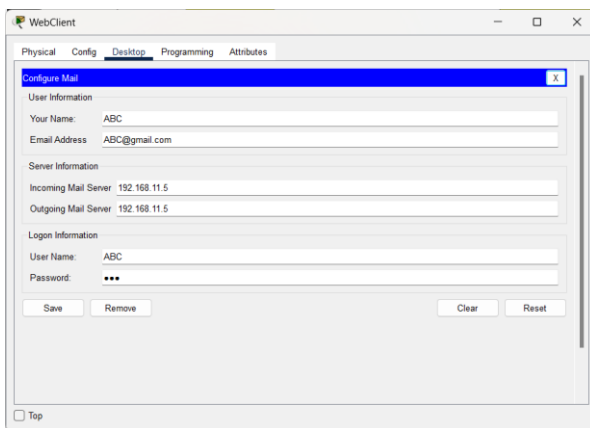 WebClient
Physical Config Desktop Programming Attributes
Configure Mail X
User Information
Your Name: ABC
Email Address ABC@gmail.com
Server Information
Incoming Mail Server 192.168.11.5
Outgoing Mail Server 192.168.11.5
Logon Information
User Name: ABC
Password: •••
Save Remove Clear Reset
Top